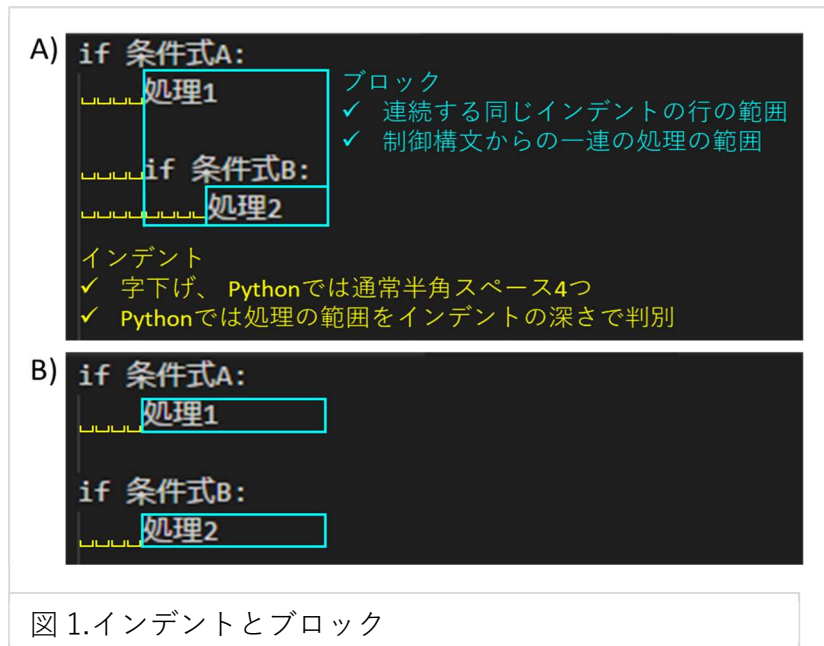 A)
if 条件式A:
␣␣␣␣処理1
ブロック
✓ 連続する同じインデントの行の範囲
✓ 制御構文からの一連の処理の範囲
␣␣␣␣if 条件式B:
␣␣␣␣␣␣␣␣処理2
インデント
✓ 字下げ、Pythonでは通常半角スペース4つ
✓ Pythonでは処理の範囲をインデントの深さで判別
B)
if 条件式A:
␣␣␣␣処理1
if 条件式B:
␣␣␣␣処理2
図 1.インデントとブロック